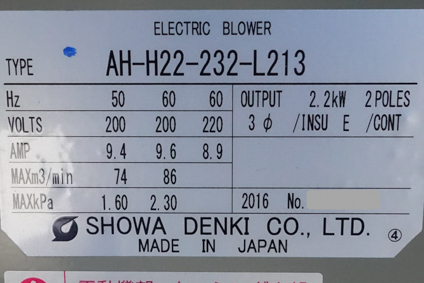 ELECTRIC BLOWER
TYPE AH-H22-232-L213
Hz 50 60 60 OUTPUT 2.2kW 2 POLES
VOLTS 200 200 220 3 φ /INSU E /CONT
AMP 9.4 9.6 8.9
MAXm3/min 74 86
MAXkPa 1.60 2.30 2016 No.
SHOWA DENKI CO., LTD. ④
MADE IN JAPAN